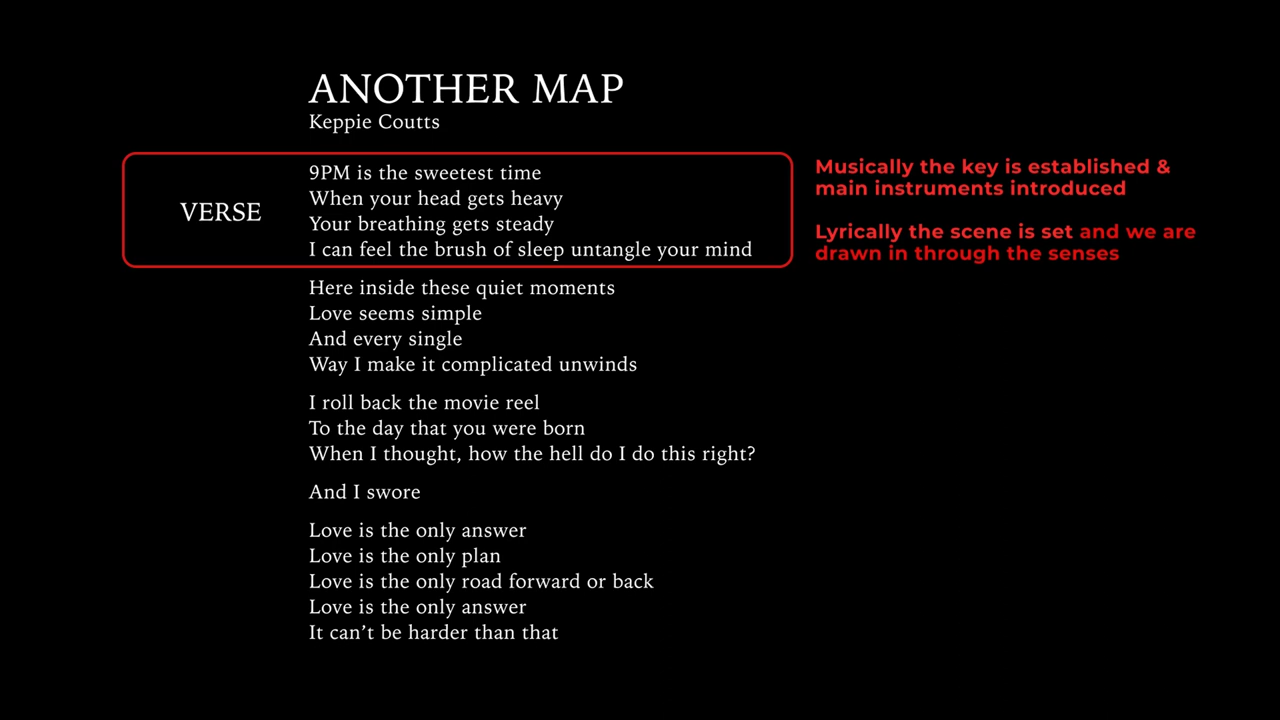 ANOTHER MAP
Keppie Coutts
VERSE
9PM is the sweetest time
When your head gets heavy
Your breathing gets steady
I can feel the brush of sleep untangle your mind
Musically the key is established &
main instruments introduced
Lyrically the scene is set and we are
drawn in through the senses
Here inside these quiet moments
Love seems simple
And every single
Way I make it complicated unwinds
I roll back the movie reel
To the day that you were born
When I thought, how the hell do I do this right?
And I swore
Love is the only answer
Love is the only plan
Love is the only road forward or back
Love is the only answer
It can’t be harder than that